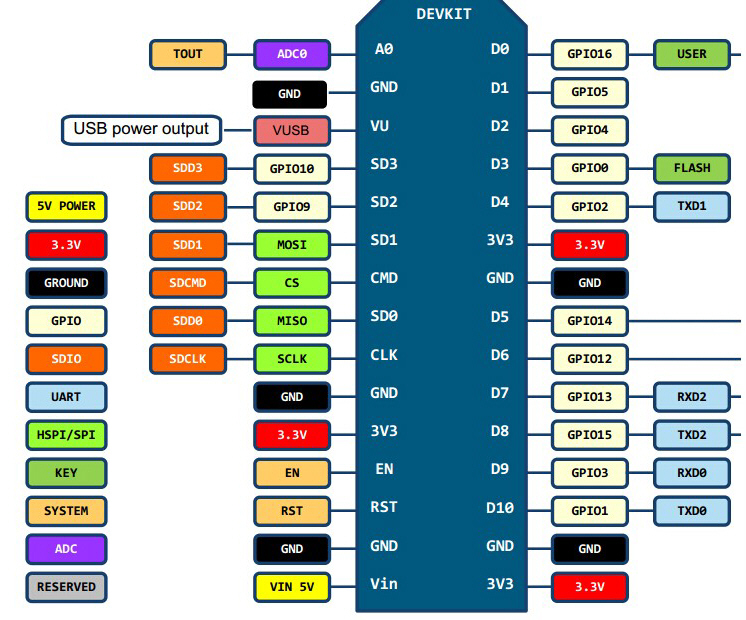 DEVKIT
TOUT ADC0 A0 D0 GPIO16 USER
GND GND D1 GPIO5
USB power output VUSB VU D2 GPIO4
SDD3 GPIO10 SD3 D3 GPIO0 FLASH
5V POWER SDD2 GPIO9 SD2 D4 GPIO2 TXD1
3.3V SDD1 MOSI SD1 3V3 3.3V
GROUND SDCMD CS CMD GND GND
GPIO SDD0 MISO SD0 D5 GPIO14
SDIO SDCLK SCLK CLK D6 GPIO12
UART GND GND D7 GPIO13 RXD2
HSPI/SPI 3.3V 3V3 D8 GPIO15 TXD2
KEY EN EN D9 GPIO3 RXD0
SYSTEM RST RST D10 GPIO1 TXD0
ADC GND GND GND GND
RESERVED VIN 5V Vin 3V3 3.3V